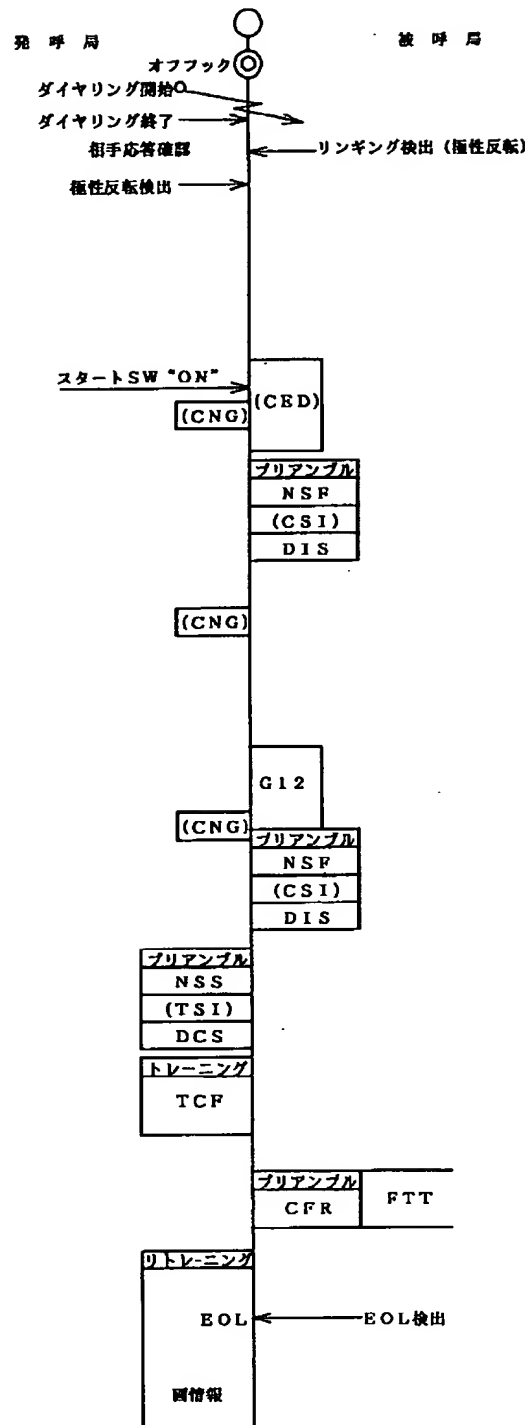 発呼局
被呼局
オフフック
ダイヤリング開始
ダイヤリング終了
相手応答確認
リンギング検出（極性反転）
極性反転検出
スタートSW “ON”
(CED)
(CNG)
プリアンブル
NSF
(CSI)
DIS
(CNG)
G12
(CNG)
プリアンブル
NSF
(CSI)
DIS
プリアンブル
NSS
(TSI)
DCS
トレーニング
TCF
プリアンブル
CFR
FTT
リトレーニング
EOL
EOL検出
画情報